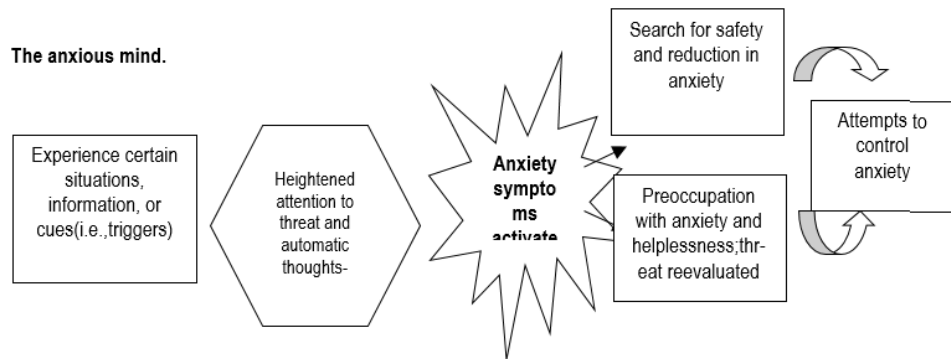 The anxious mind.
Experience certain
situations,
information, or
cues(i.e.,triggers)
Heightened
attention to
threat and
automatic
thoughts-
Anxiety
sympto
ms
activate
Search for safety
and reduction in
anxiety
Preoccupation
with anxiety and
helplessness;thr-
eat reevaluated
Attempts to
control
anxiety